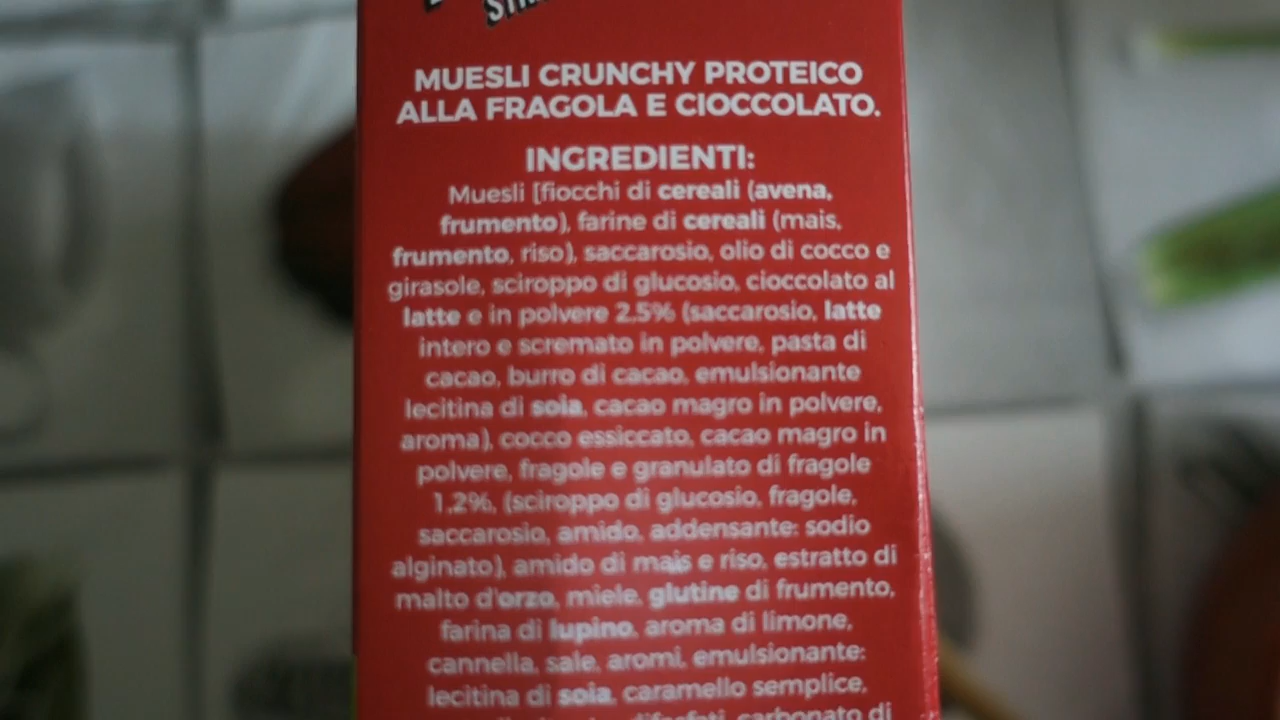 MUESLI CRUNCHY PROTEICO
ALLA FRAGOLA E CIOCCOLATO.
INGREDIENTI:
Muesli [fiocchi di cereali (avena,
frumento), farine di cereali (mais,
frumento, riso), saccarosio, olio di cocco e
girasole, sciroppo di glucosio, cioccolato al
latte e in polvere 2.5% (saccarosio, latte
intero e scremato in polvere, pasta di
cacao, burro di cacao, emulsionante
lecitina di soia, cacao magro in polvere,
aroma), cocco essiccato, cacao magro in
polvere, fragole e granulato di fragole
1,2%, (sciroppo di glucosio, fragole,
saccarosio, amido, addensante: sodio
alginato), amido di mais e riso, estratto di
malto d'orzo, miele, glutine di frumento,
farina di lupino, aroma di limone,
cannella, sale, aromi, emulsionante:
lecitina di soia, caramello semplice,
difosfati, carbonato di